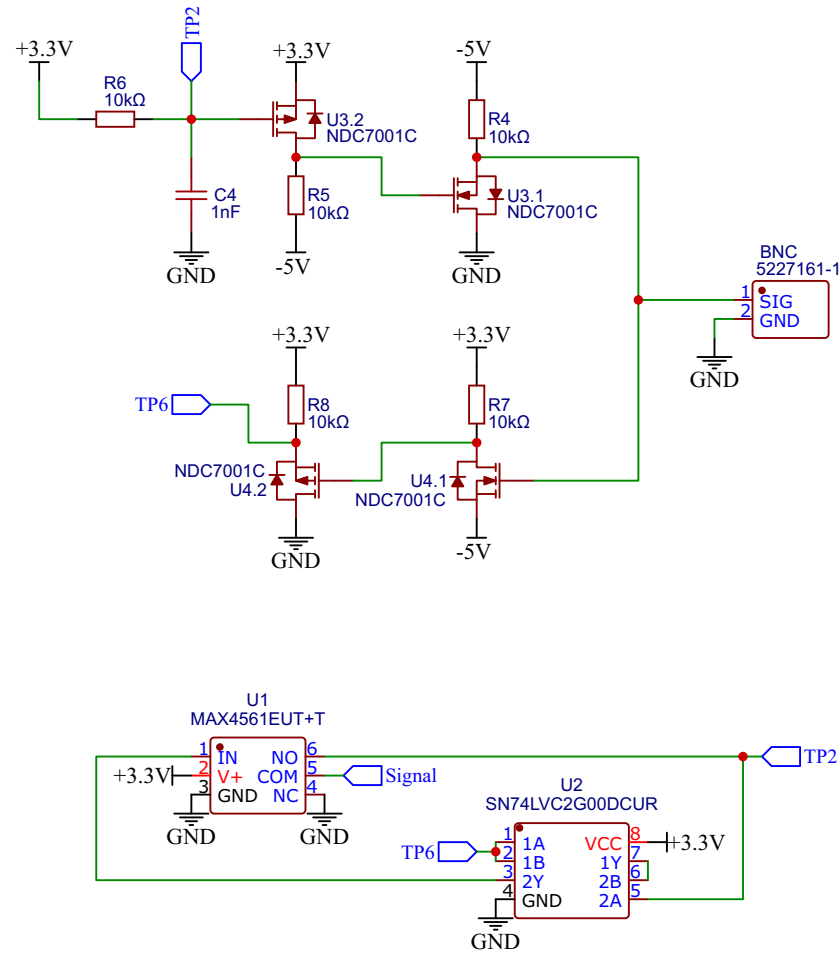 TP2
+3.3V
+3.3V
-5V
R6
10kΩ
U3.2
NDC7001C
R4
10kΩ
C4
1nF
R5
10kΩ
U3.1
NDC7001C
GND
-5V
GND
BNC
5227161-1
1
SIG
2
GND
GND
+3.3V
+3.3V
TP6
R8
10kΩ
R7
10kΩ
NDC7001C
U4.2
U4.1
NDC7001C
GND
-5V
U1
MAX4561EUT+T
1
IN
NO
6
TP2
+3.3V
2
V+
COM
5
Signal
3
GND
NC
4
GND
GND
U2
SN74LVC2G00DCUR
TP6
1
1A
VCC
8
+3.3V
2
1B
1Y
7
3
2Y
2B
6
4
GND
2A
5
GND